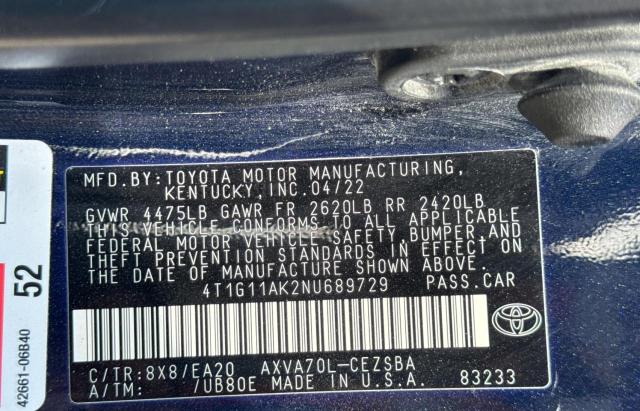 MFD.BY:TOYOTA MOTOR MANUFACTURING,
KENTUCKY,INC.04/22
GVWR 4475LB GAWR FR 2620LB RR 2420LB
THIS VEHICLE CONFORMS TO ALL APPLICABLE
FEDERAL MOTOR VEHICLE SAFETY, BUMPER AND
THEFT PREVENTION STANDARDS IN EFFECT ON
THE DATE OF MANUFACTURE SHOWN ABOVE.
4T1G11AK2NU689729 PASS.CAR
C/TR:8X8/EA20 AXVA70L-CEZSBA
A/TM: /UB80E MADE IN U.S.A. 83233
52
42661-06B40